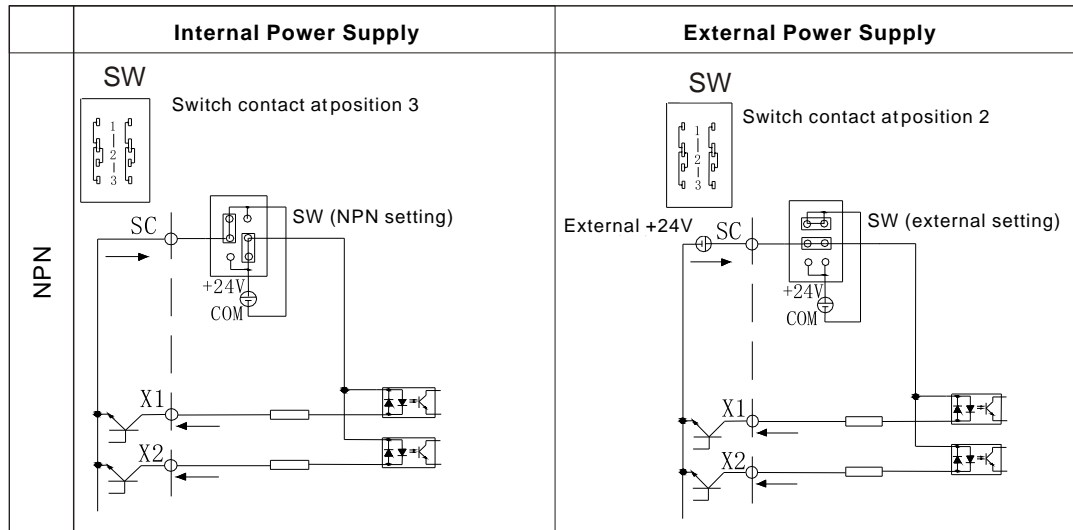 Internal Power Supply
External Power Supply
NPN
SW
Switch contact at position 3
1
2
3
SW (NPN setting)
SC
+24V
COM
X1
X2
SW
Switch contact at position 2
1
2
3
External +24V
SC
SW (external setting)
+24V
COM
X1
X2